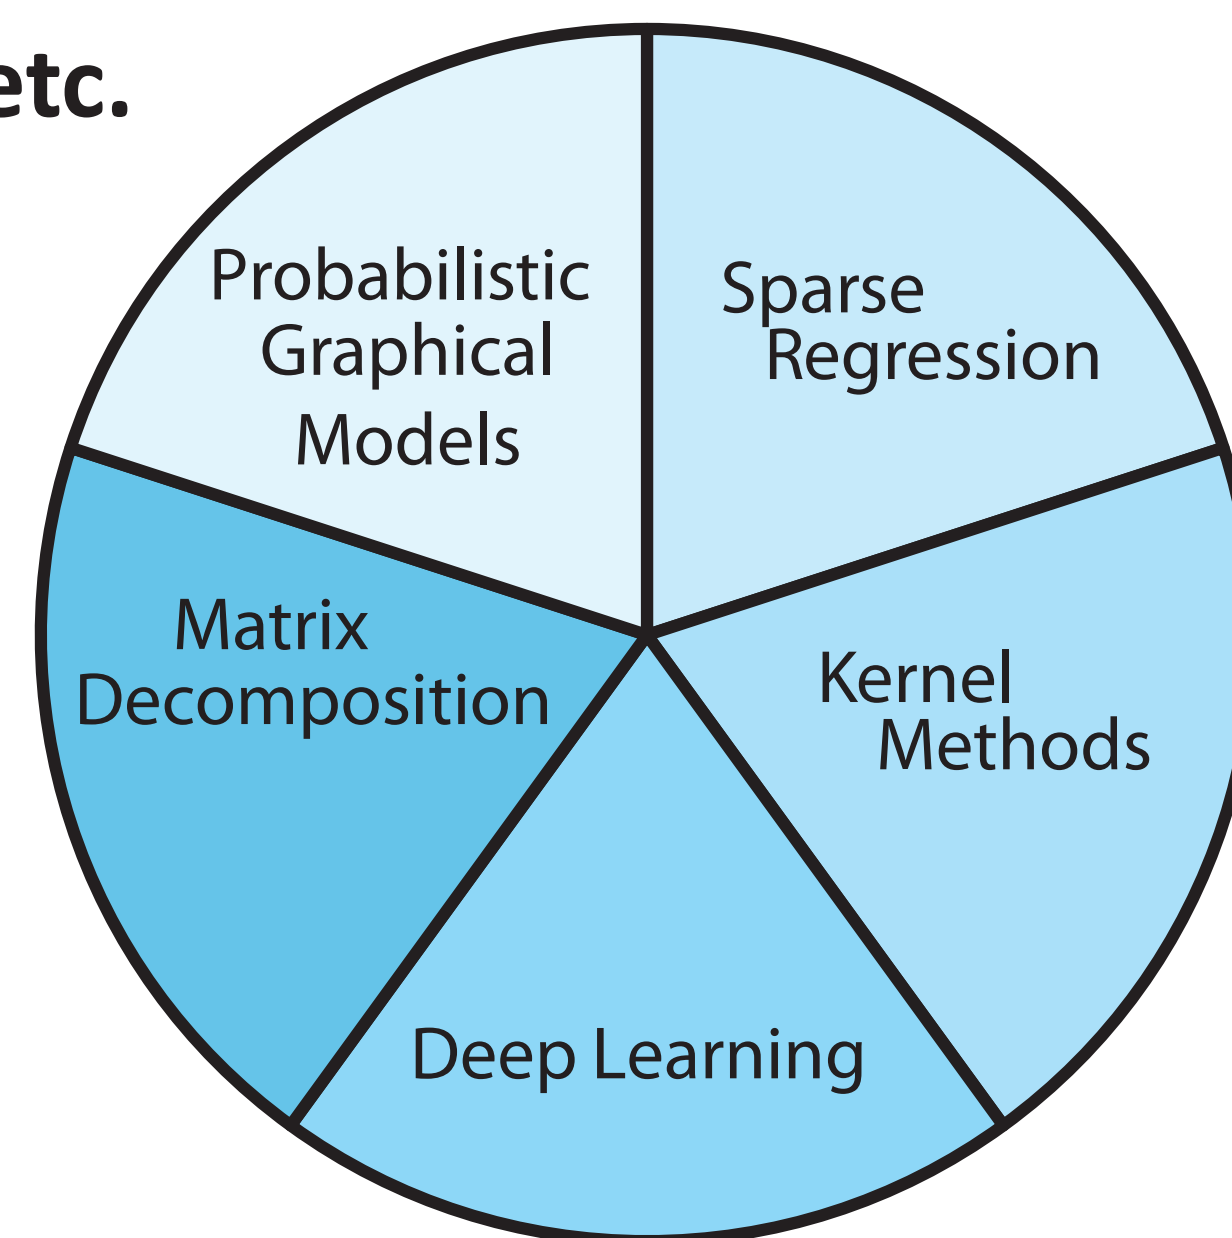 etc.
Probabilistic
Graphical
Models
Sparse
Regression
Matrix
Decomposition
Kernel
Methods
Deep Learning